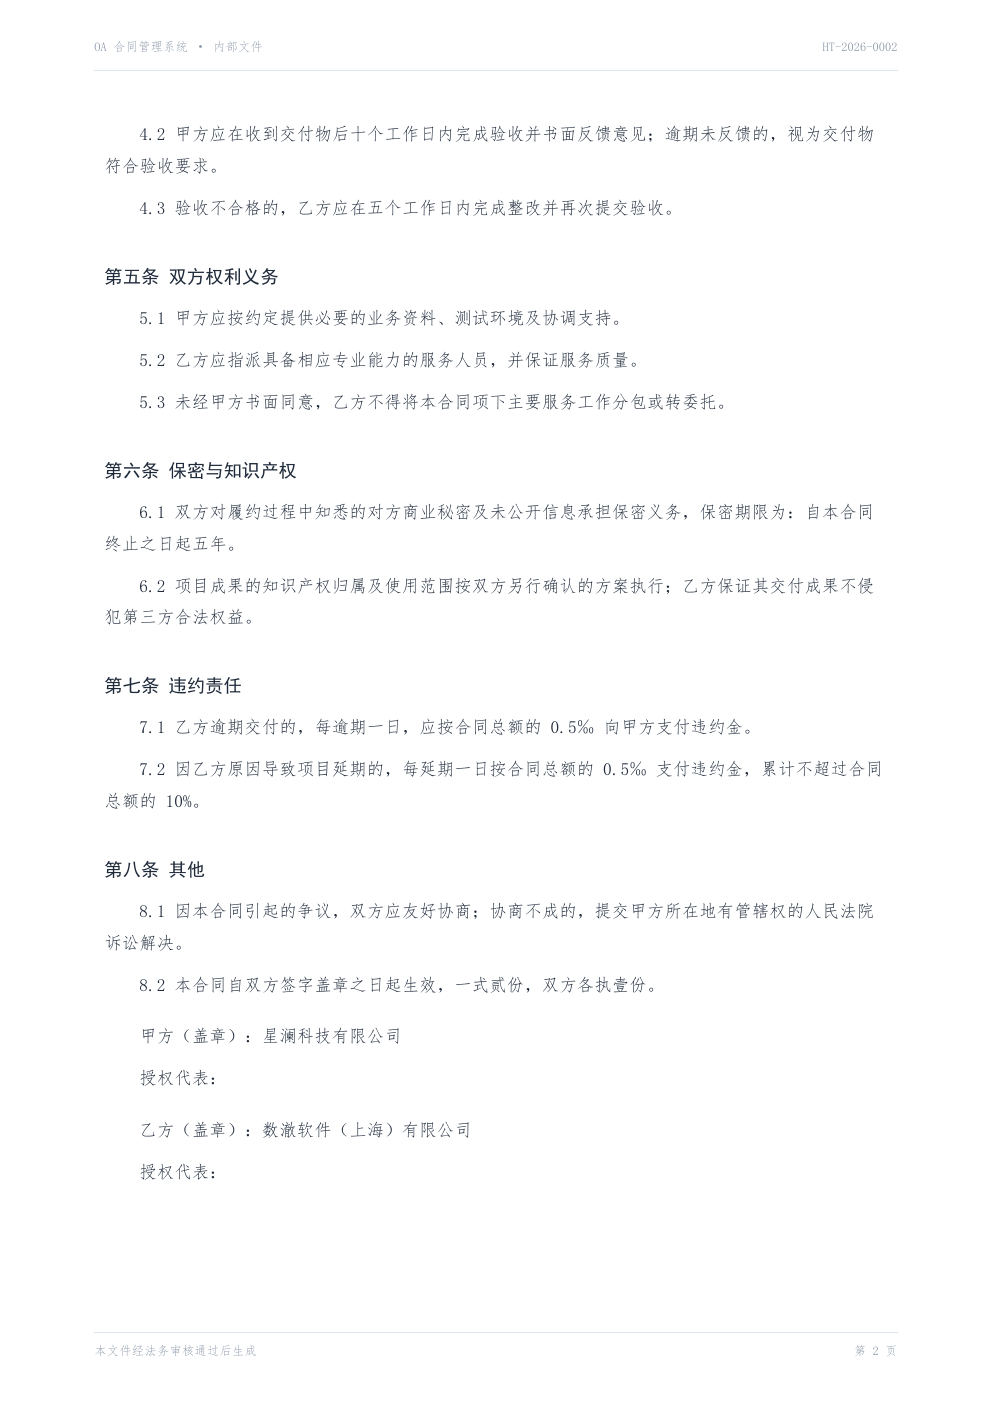 OA 合同管理系统 • 内部文件
HT-2026-0002
4.2 甲方应在收到交付物后十个工作日内完成验收并书面反馈意见；逾期未反馈的，视为交付物
符合验收要求。
4.3 验收不合格的，乙方应在五个工作日内完成整改并再次提交验收。
第五条 双方权利义务
5.1 甲方应按约定提供必要的业务资料、测试环境及协调支持。
5.2 乙方应指派具备相应专业能力的服务人员，并保证服务质量。
5.3 未经甲方书面同意，乙方不得将本合同项下主要服务工作分包或转委托。
第六条 保密与知识产权
6.1 双方对履约过程中知悉的对方商业秘密及未公开信息承担保密义务，保密期限为：自本合同
终止之日起五年。
6.2 项目成果的知识产权归属及使用范围按双方另行确认的方案执行；乙方保证其交付成果不侵
犯第三方合法权益。
第七条 违约责任
7.1 乙方逾期交付的，每逾期一日，应按合同总额的 0.5‰ 向甲方支付违约金。
7.2 因乙方原因导致项目延期的，每延期一日按合同总额的 0.5‰ 支付违约金，累计不超过合同
总额的 10%。
第八条 其他
8.1 因本合同引起的争议，双方应友好协商；协商不成的，提交甲方所在地有管辖权的人民法院
诉讼解决。
8.2 本合同自双方签字盖章之日起生效，一式贰份，双方各执壹份。
甲方（盖章）：星澜科技有限公司
授权代表：
乙方（盖章）：数澈软件（上海）有限公司
授权代表：
本文件经法务审核通过后生成
第 2 页